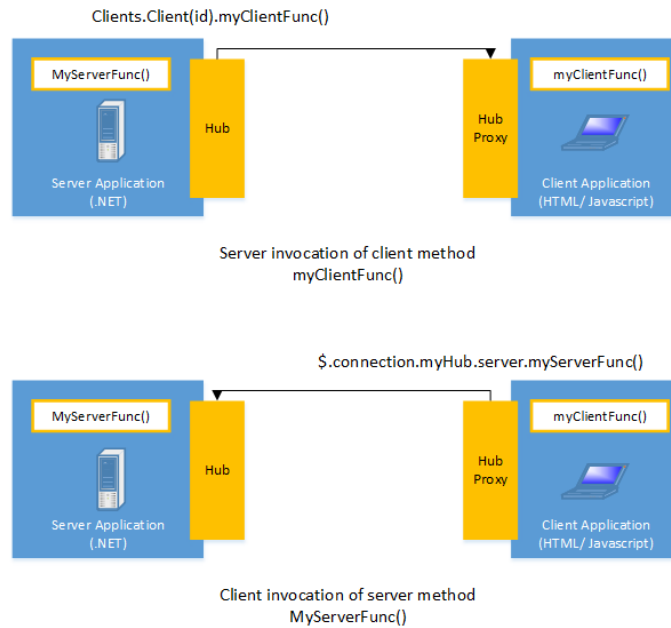 Clients.Client(id).myClientFunc()
MyServerFunc()
Hub
Server Application
(.NET)
Hub
Proxy
myClientFunc()
Client Application
(HTML/ Javascript)
Server invocation of client method
myClientFunc()
$.connection.myHub.server.myServerFunc()
MyServerFunc()
Hub
Server Application
(.NET)
Hub
Proxy
myClientFunc()
Client Application
(HTML/ Javascript)
Client invocation of server method
MyServerFunc()